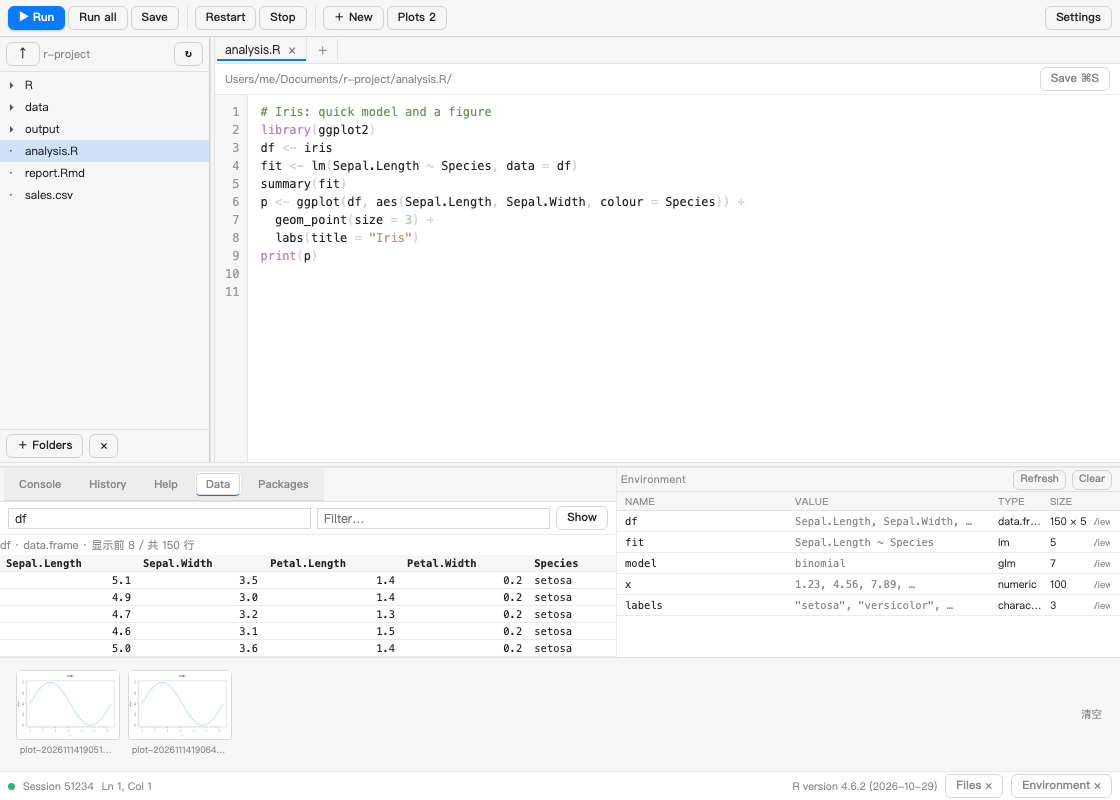 ▶ Run Run all Save Restart Stop + New Plots 2 Settings
↑ r-project ↻
R
data
output
analysis.R
report.Rmd
sales.csv
+ Folders ×
analysis.R × +
Users/me/Documents/r-project/analysis.R/ Save ⌘S
1 # Iris: quick model and a figure
2 library(ggplot2)
3 df <- iris
4 fit <- lm(Sepal.Length ~ Species, data = df)
5 summary(fit)
6 p <- ggplot(df, aes(Sepal.Length, Sepal.Width, colour = Species)) +
7   geom_point(size = 3) +
8   labs(title = "Iris")
9 print(p)
10
11
Console History Help Data Packages
df Filter… Show
df · data.frame · 显示前 8 / 共 150 行
Sepal.Length Sepal.Width Petal.Length Petal.Width Species
5.1 3.5 1.4 0.2 setosa
4.9 3.0 1.4 0.2 setosa
4.7 3.2 1.3 0.2 setosa
4.6 3.1 1.5 0.2 setosa
5.0 3.6 1.4 0.2 setosa
Environment Refresh Clear
NAME VALUE TYPE SIZE
df Sepal.Length, Sepal.Width, … data.fr… 150 × 5
fit Sepal.Length ~ Species lm 5
model binomial glm 7
x 1.23, 4.56, 7.89, … numeric 100
labels "setosa", "versicolor", … charac… 3
plot-2026111419051… plot-2026111419064…
清空
Session 51234 Ln 1, Col 1 R version 4.6.2 (2026-10-29) Files × Environment ×